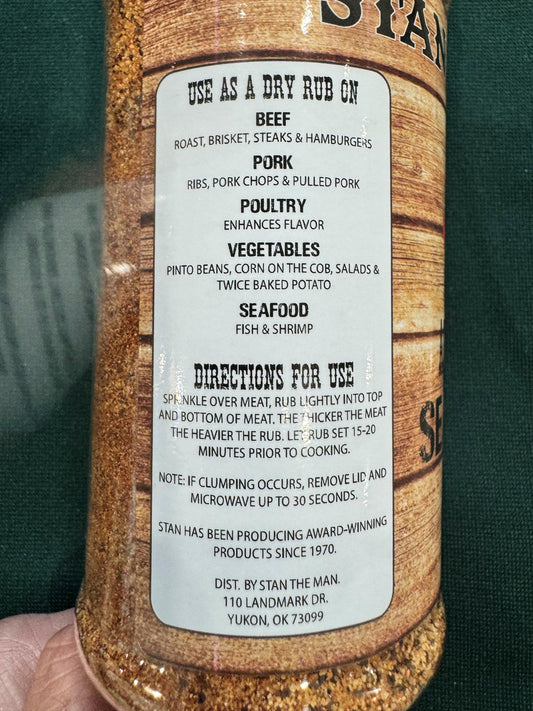 STAN
USE AS A DRY RUB ON
BEEF
ROAST, BRISKET, STEAKS & HAMBURGERS
PORK
RIBS, PORK CHOPS & PULLED PORK
POULTRY
ENHANCES FLAVOR
VEGETABLES
PINTO BEANS, CORN ON THE COB, SALADS &
TWICE BAKED POTATO
SEAFOOD
FISH & SHRIMP
DIRECTIONS FOR USE
SPRINKLE OVER MEAT, RUB LIGHTLY INTO TOP
AND BOTTOM OF MEAT. THE THICKER THE MEAT
THE HEAVIER THE RUB. LET RUB SET 15-20
MINUTES PRIOR TO COOKING.
NOTE: IF CLUMPING OCCURS, REMOVE LID AND
MICROWAVE UP TO 30 SECONDS.
STAN HAS BEEN PRODUCING AWARD-WINNING
PRODUCTS SINCE 1970.
DIST. BY STAN THE MAN.
110 LANDMARK DR.
YUKON, OK 73099
SE